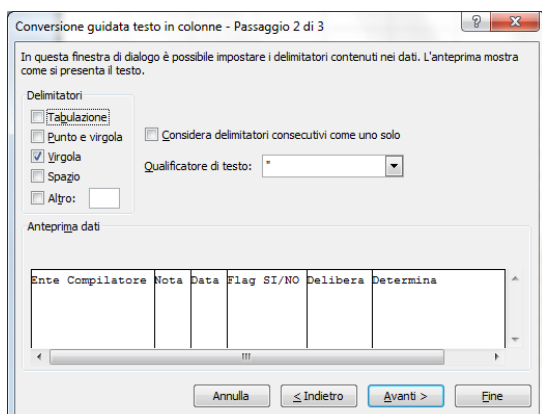 Conversione guidata testo in colonne - Passaggio 2 di 3
In questa finestra di dialogo è possibile impostare i delimitatori contenuti nei dati. L'anteprima mostra
come si presenta il testo.
Delimitatori
Tabulazione
Punto e virgola
Virgola
Spazio
Altro:
Considera delimitatori consecutivi come uno solo
Qualificatore di testo: "
Anteprima dati
Ente Compilatore Nota Data Flag SI/NO Delibera Determina
Annulla < Indietro Avanti > Fine